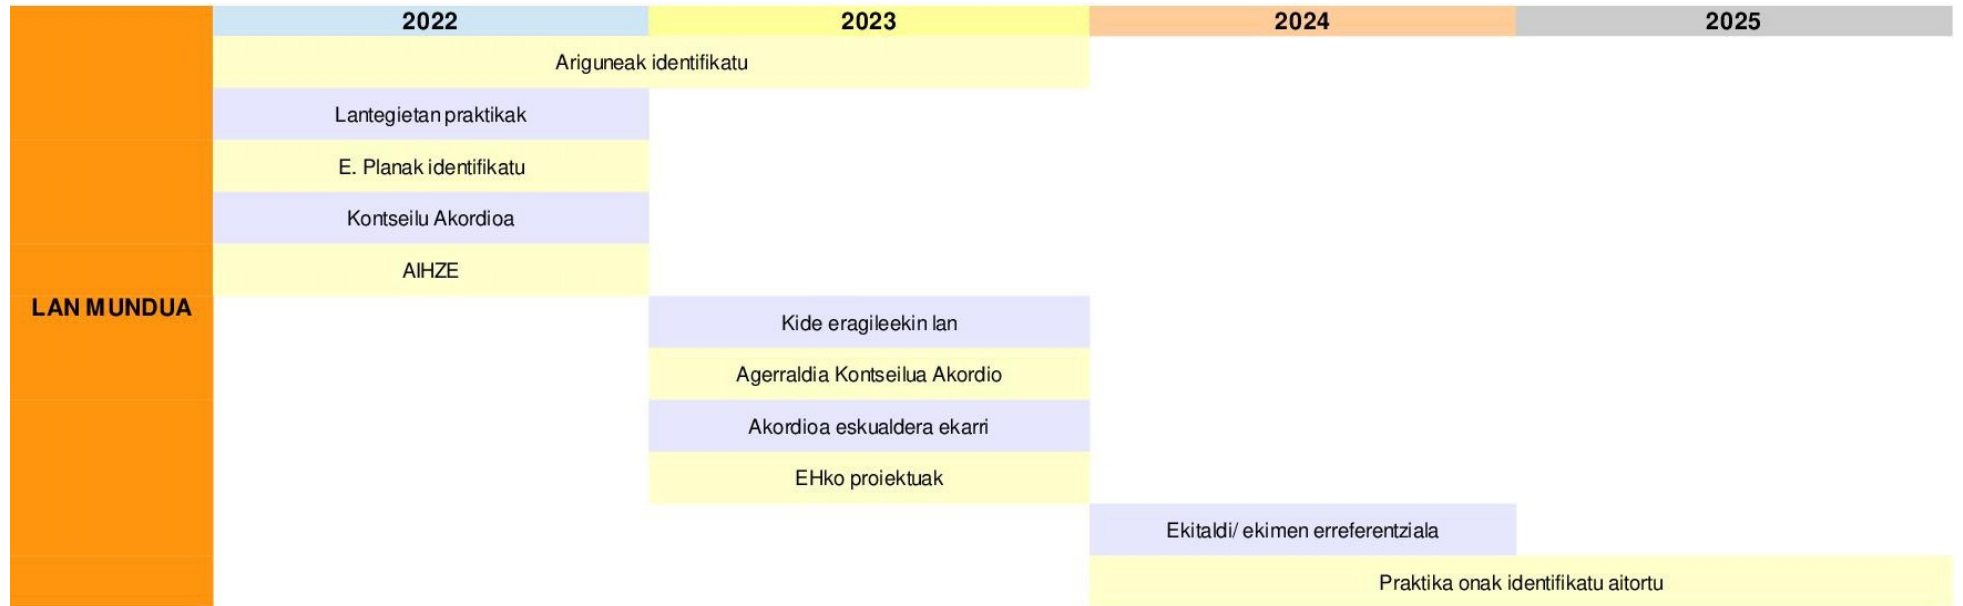 2022 2023 2024 2025
Ariguneak identifikatu
Lantegietan praktikak
E. Planak identifikatu
Kontseilu Akordioa
AIHZE
LAN MUNDUA
Kide eragileekin lan
Agerraldia Kontseilua Akordio
Akordioa eskualdera ekarri
EHko proiektuak
Ekitaldi/ ekimen erreferentziala
Praktika onak identifikatu aitortu